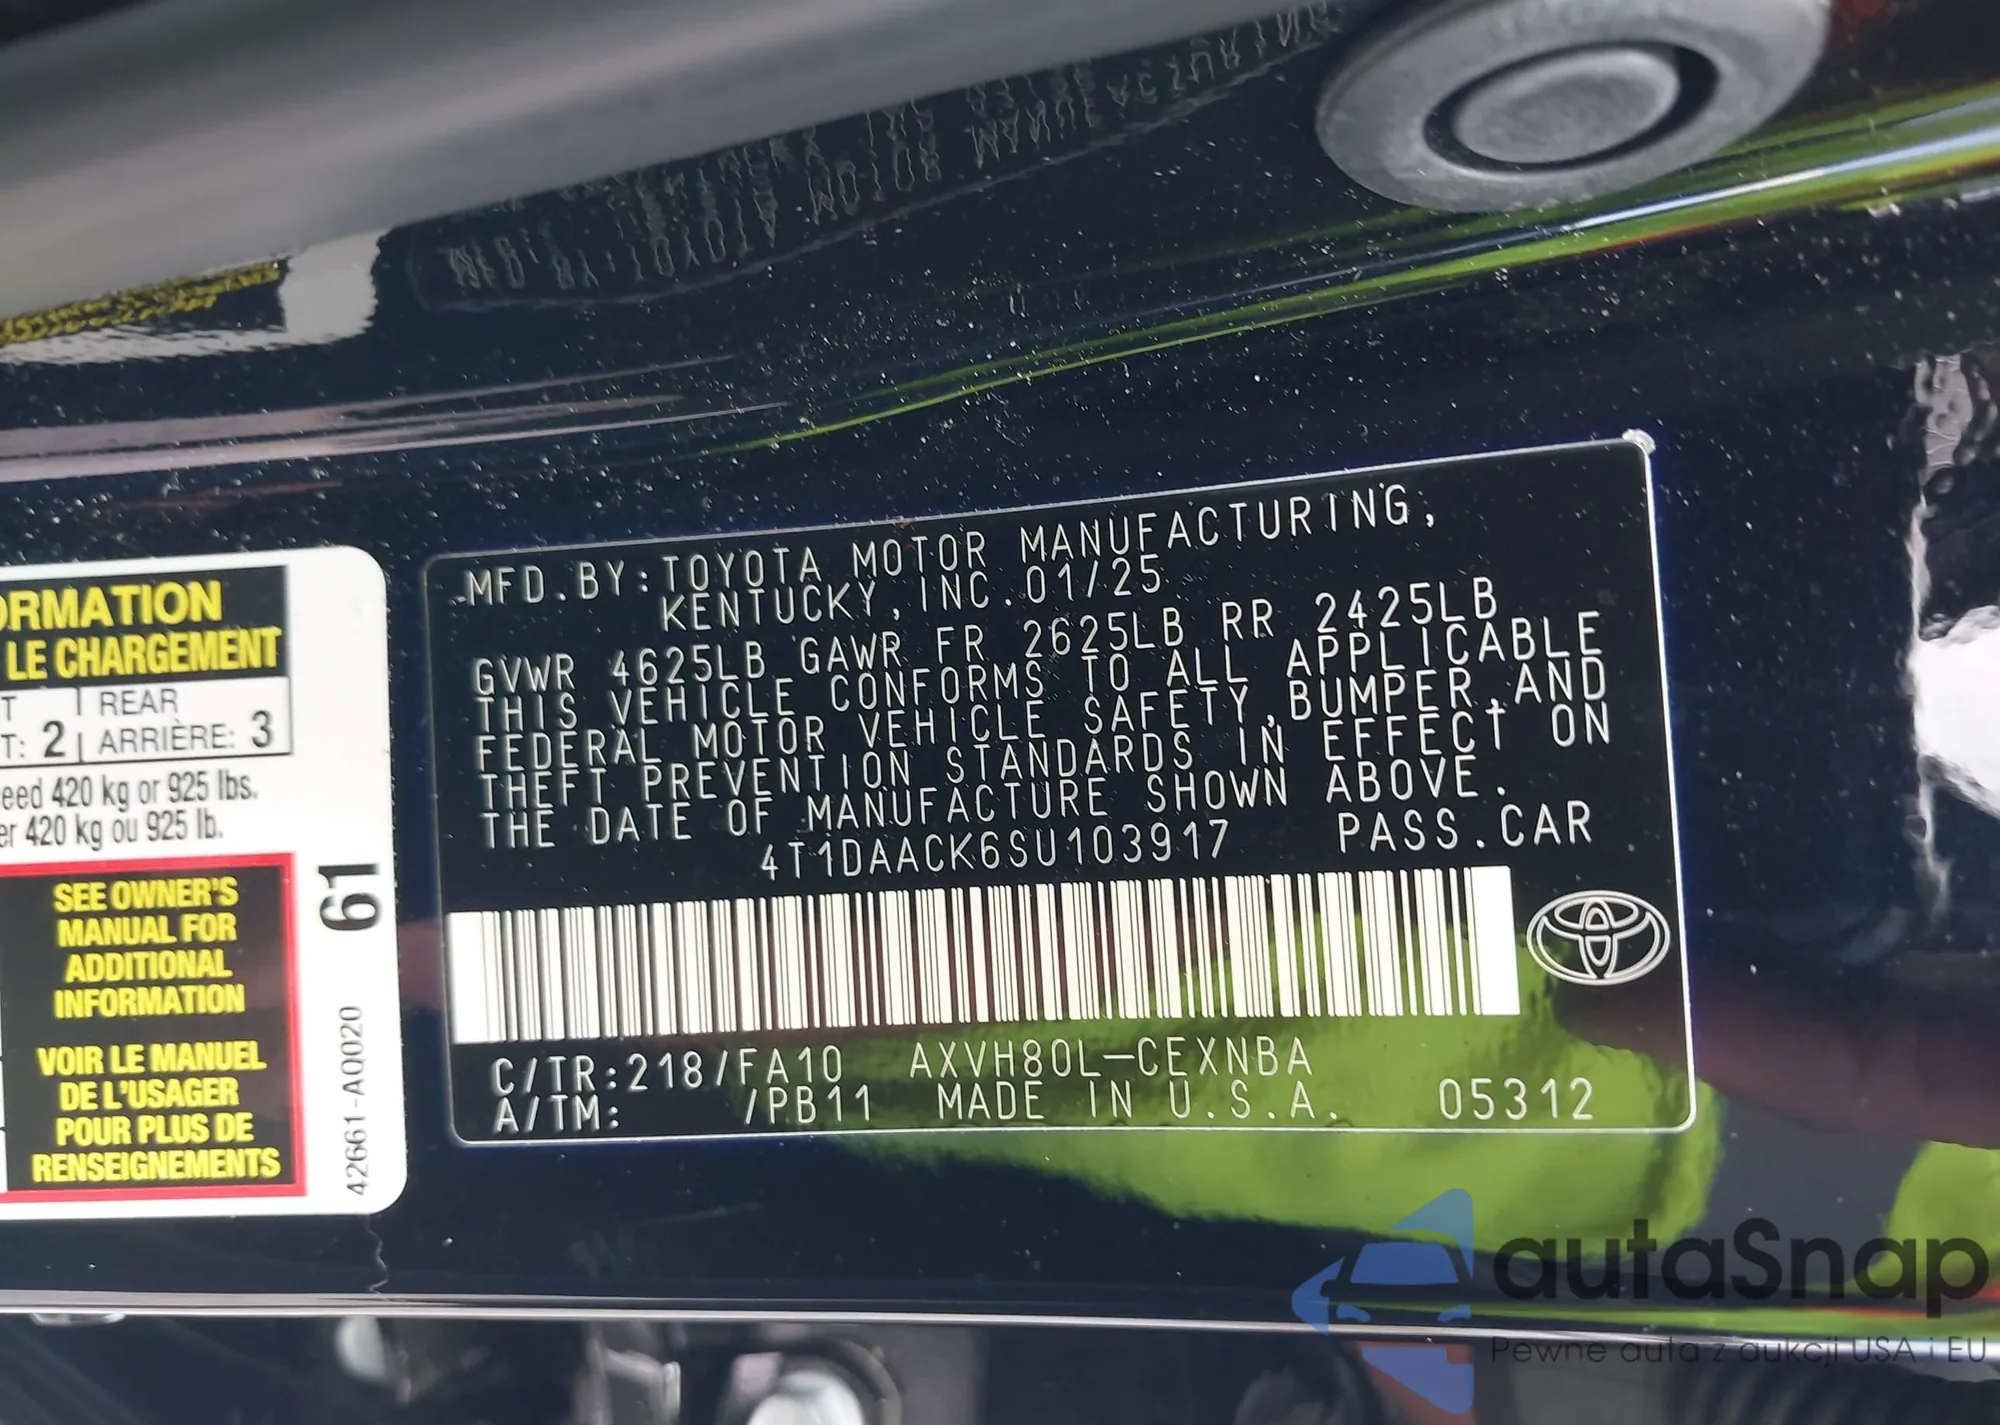 ORMATION
LE CHARGEMENT
T | REAR
T: 2 | ARRIÈRE: 3
eed 420 kg or 925 lbs.
er 420 kg ou 925 lb.
SEE OWNER'S
MANUAL FOR
ADDITIONAL
INFORMATION
VOIR LE MANUEL
DE L'USAGER
POUR PLUS DE
RENSEIGNEMENTS
61
42661-A0020
MFD.BY:TOYOTA MOTOR MANUFACTURING,
KENTUCKY,INC.01/25
GVWR 4625LB GAWR FR 2625LB RR 2425LB
THIS VEHICLE CONFORMS TO ALL APPLICABLE
FEDERAL MOTOR VEHICLE SAFETY,BUMPER,AND
THEFT PREVENTION STANDARDS IN EFFECT ON
THE DATE OF MANUFACTURE SHOWN ABOVE.
4T1DAACK6SU103917 PASS.CAR
C/TR:218/FA10 AXVH80L-CEXNBA
A/TM: /PB11 MADE IN U.S.A. 05312
autaSnap
Pewne auta z aukcji USA i EU